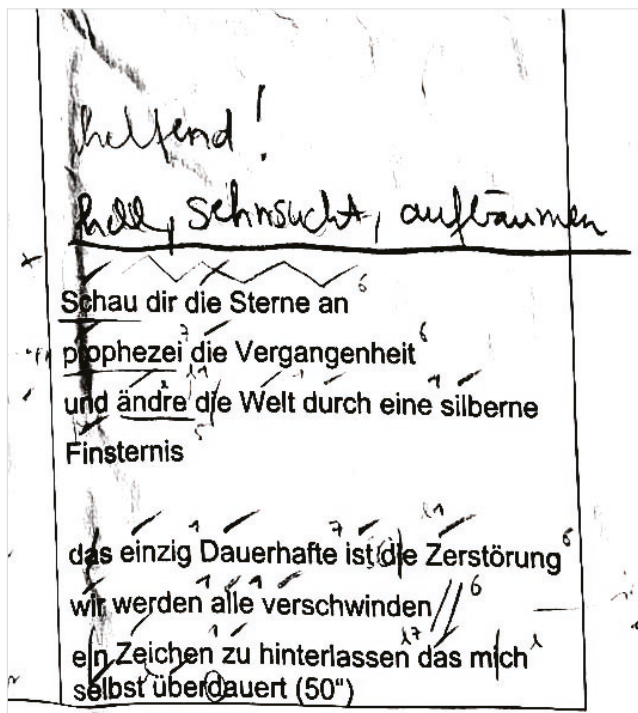 helfend!
hell, sehnsucht, aufbäumen
Schau dir die Sterne an
prophezei die Vergangenheit
und ändre die Welt durch eine silberne
Finsternis
das einzig Dauerhafte ist die Zerstörung
wir werden alle verschwinden
ein Zeichen zu hinterlassen das mich
selbst überdauert (50")